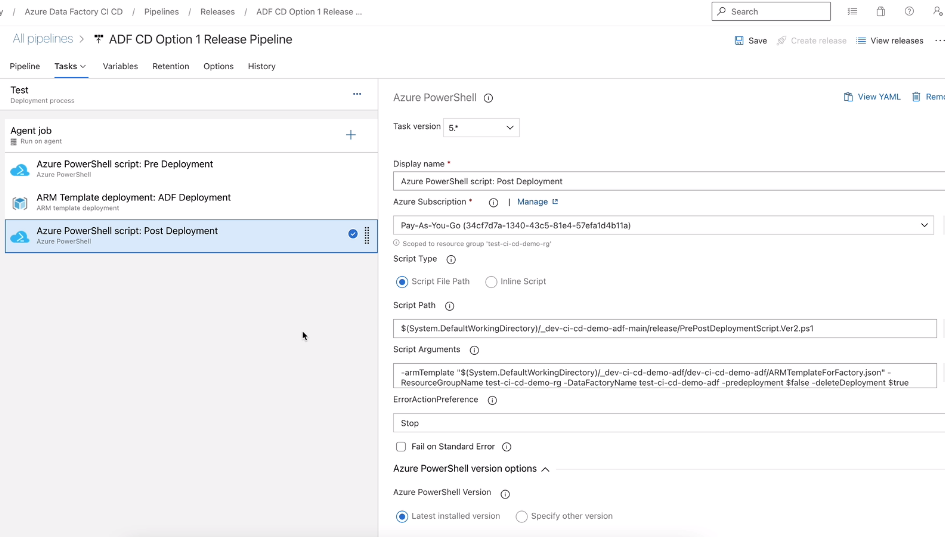 y / Azure Data Factory CI CD / Pipelines / Releases / ADF CD Option 1 Release ...
Search
All pipelines > ADF CD Option 1 Release Pipeline
Save Create release View releases ...
Pipeline Tasks Variables Retention Options History
Test
Deployment process
...
Agent job
Run on agent
+
Azure PowerShell script: Pre Deployment
Azure PowerShell
ARM Template deployment: ADF Deployment
ARM template deployment
Azure PowerShell script: Post Deployment
Azure PowerShell
Azure PowerShell
View YAML Remo
Task version 5.*
Display name *
Azure PowerShell script: Post Deployment
Azure Subscription * | Manage
Pay-As-You-Go (34cf7d7a-1340-43c5-81e4-57efa1d4b11a)
Scoped to resource group 'test-ci-cd-demo-rg'
Script Type
Script File Path Inline Script
Script Path
$(System.DefaultWorkingDirectory)/_dev-ci-cd-demo-adf-main/release/PrePostDeploymentScript.Ver2.ps1
Script Arguments
-armTemplate "$(System.DefaultWorkingDirectory)/_dev-ci-cd-demo-adf/dev-ci-cd-demo-adf/ARMTemplateForFactory.json" -
ResourceGroupName test-ci-cd-demo-rg -DataFactoryName test-ci-cd-demo-adf -predeployment $false -deleteDeployment $true
ErrorActionPreference
Stop
Fail on Standard Error
Azure PowerShell version options
Azure PowerShell Version
Latest installed version Specify other version